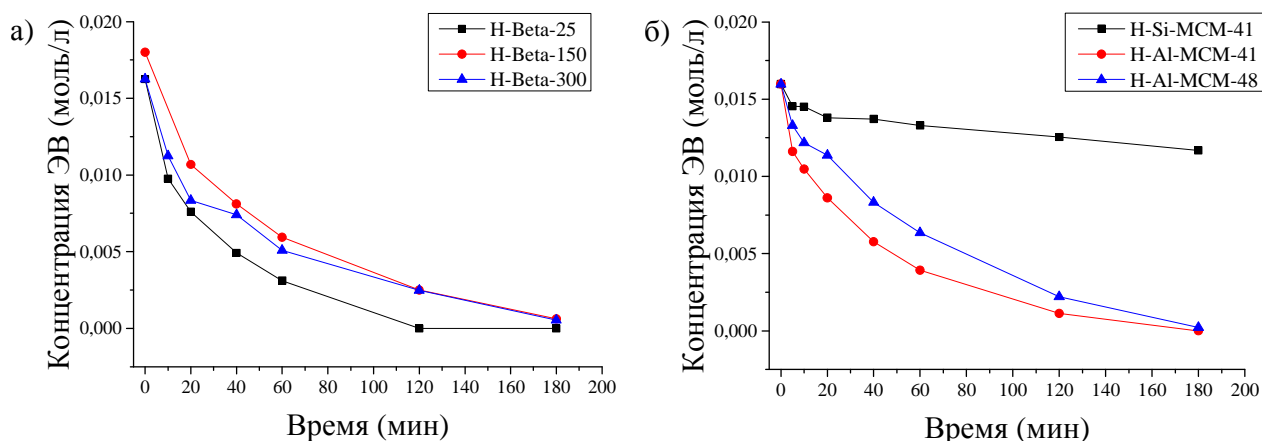 а)
H-Beta-25
H-Beta-150
H-Beta-300
Концентрация ЭВ (моль/л)
0,020
0,015
0,010
0,005
0,000
0 20 40 60 80 100 120 140 160 180 200
Время (мин)
б)
H-Si-MCM-41
H-Al-MCM-41
H-Al-MCM-48
Концентрация ЭВ (моль/л)
0,020
0,015
0,010
0,005
0,000
0 20 40 60 80 100 120 140 160 180 200
Время (мин)